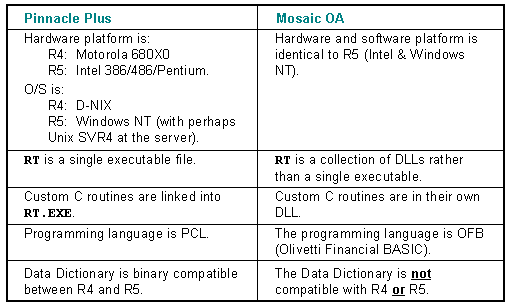 Pinnacle Plus
Mosaic OA
Hardware platform is:
R4: Motorola 680X0
R5: Intel 386/486/Pentium.
O/S is:
R4: D-NIX
R5: Windows NT (with perhaps
Unix SVR4 at the server).
Hardware and software platform is
identical to R5 (Intel & Windows
NT).
RT is a single executable file.
RT is a collection of DLLs rather
than a single executable.
Custom C routines are linked into
RT.EXE.
Custom C routines are in their own
DLL.
Programming language is PCL.
The programming language is OFB
(Olivetti Financial BASIC).
Data Dictionary is binary compatible
between R4 and R5.
The Data Dictionary is not
compatible with R4 or R5.